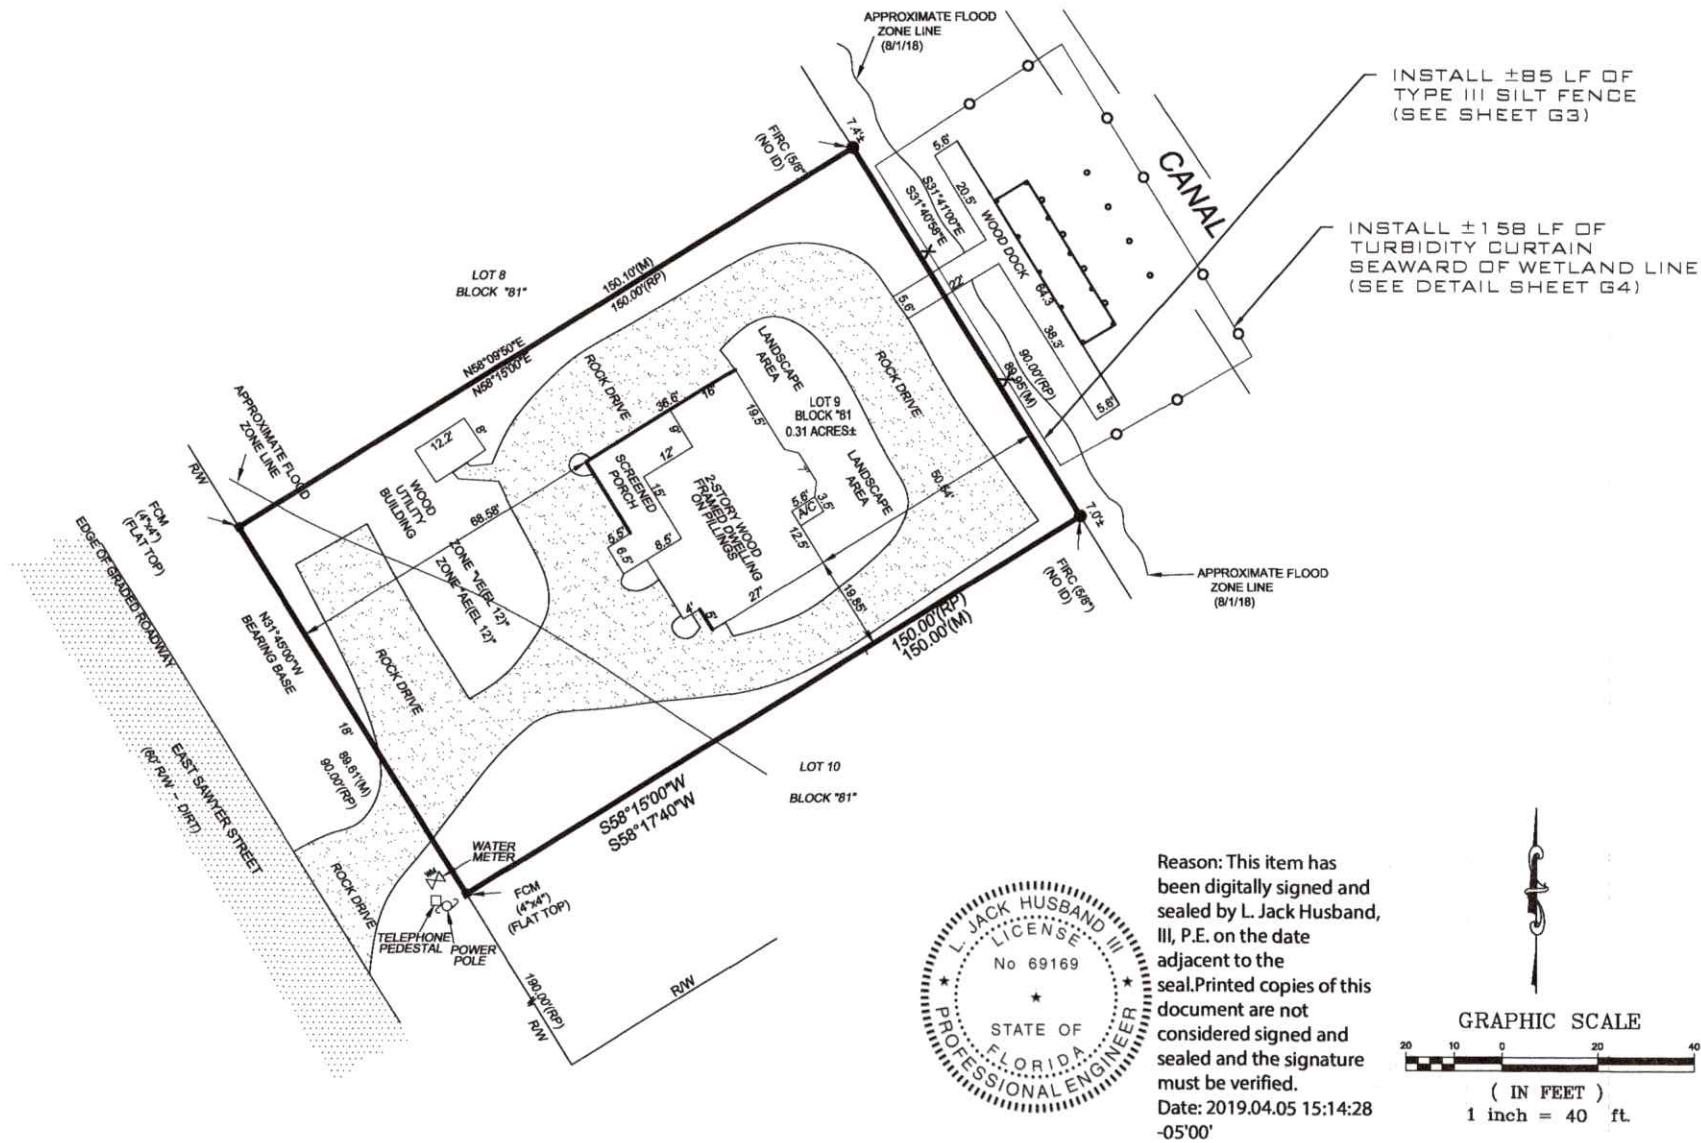 APPROXIMATE FLOOD
ZONE LINE
(8/1/18)
INSTALL ±85 LF OF
TYPE III SILT FENCE
(SEE SHEET G3)
INSTALL ±158 LF OF
TURBIDITY CURTAIN
SEAWARD OF WETLAND LINE
(SEE DETAIL SHEET G4)
CANAL
7.4'±
FIRC (5/8")
(NO ID)
5.6'
20.5'
S31°41'00"E
S31°40'58"E
WOOD DOCK
64.3
22'
38.3'
5.6'
5.6'
90.00'(RP)
89.95'(M)
LOT 8
BLOCK "81"
150.10'(M)
150.00'(RP)
N58°09'50"E
N58°15'00"E
ROCK DRIVE
LANDSCAPE
AREA
ROCK DRIVE
LOT 9
BLOCK "81
0.31 ACRES±
36.6'
16'
19.5'
9'
12'
15'
SCREENED
PORCH
2-STORY WOOD
FRAMED DWELLING
ON PILLINGS
7'
6'
3.5'
A/C
12.5'
LANDSCAPE
AREA
50.54'
5.5'
6.5'
8.5'
27'
4'
5'
19.85'
APPROXIMATE FLOOD
ZONE LINE
12.2'
8'
WOOD
UTILITY
BUILDING
68.58'
ZONE "VE(EL 12)"
ZONE "AE(EL 12)"
R/W
FCM
(4"x4")
(FLAT TOP)
EDGE OF GRADED ROADWAY
N31°45'00"W
BEARING BASE
ROCK DRIVE
18'
89.61'(M)
90.00'(RP)
EAST SAWYER STREET
(60' R/W - DIRT)
ROCK DRIVE
7.0'±
FIRC (5/8")
(NO ID)
APPROXIMATE FLOOD
ZONE LINE
(8/1/18)
150.00'(RP)
150.00'(M)
S58°15'00"W
S58°17'40"W
LOT 10
BLOCK "81"
WATER
METER
FCM
(4"x4")
(FLAT TOP)
TELEPHONE
PEDESTAL
POWER
POLE
190.00'(RP)
R/W
R/W
L. JACK HUSBAND III
LICENSE
No 69169
STATE OF
FLORIDA
PROFESSIONAL ENGINEER
Reason: This item has
been digitally signed and
sealed by L. Jack Husband,
III, P.E. on the date
adjacent to the
seal.Printed copies of this
document are not
considered signed and
sealed and the signature
must be verified.
Date: 2019.04.05 15:14:28
-05'00'
GRAPHIC SCALE
20 10 0 20 40
( IN FEET )
1 inch = 40 ft.